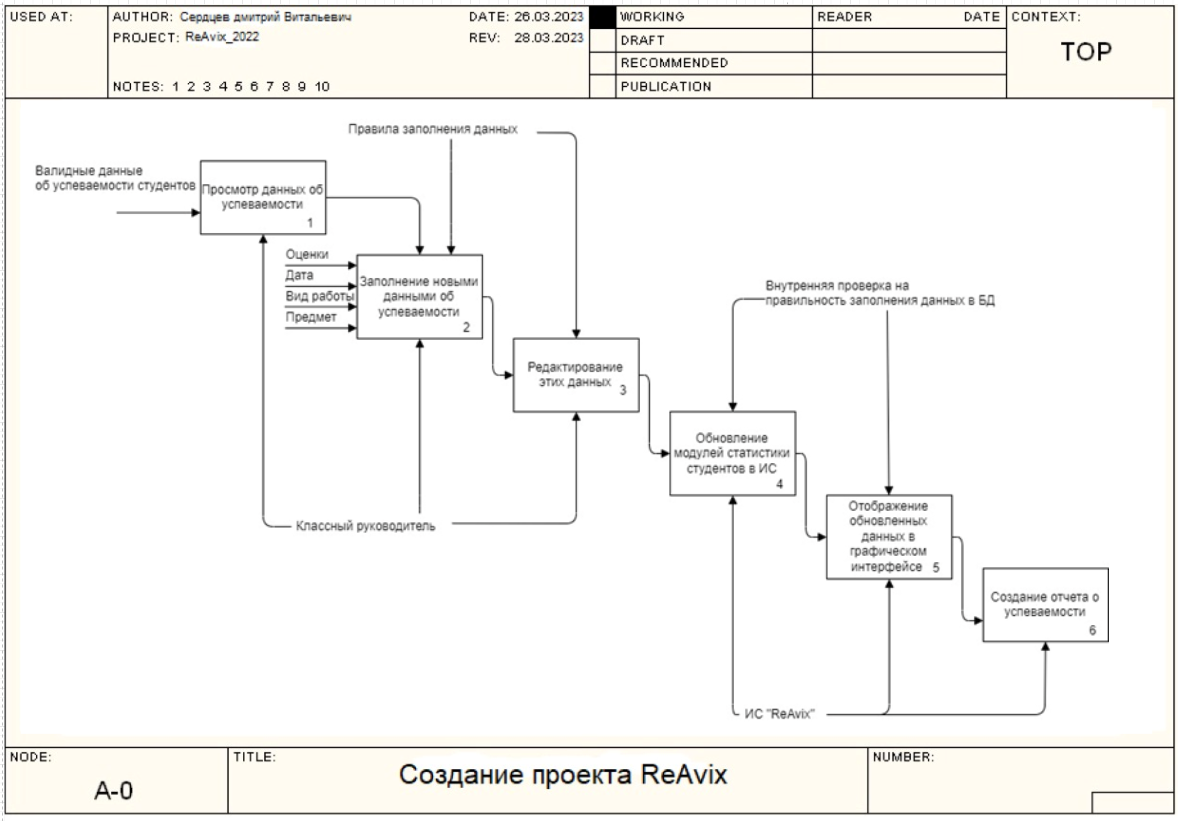 USED AT:
AUTHOR: Сердцев дмитрий Витальевич
DATE: 26.03.2023
PROJECT: ReAvix_2022
REV: 28.03.2023
NOTES: 1 2 3 4 5 6 7 8 9 10
WORKING
DRAFT
RECOMMENDED
PUBLICATION
READER
DATE
CONTEXT:
TOP
Правила заполнения данных
Валидные данные
об успеваемости студентов
Просмотр данных об
успеваемости
1
Оценки
Дата
Вид работы
Предмет
Заполнение новыми
данными об
успеваемости
2
Внутренняя проверка на
правильность заполнения данных в БД
Редактирование
этих данных
3
Обновление
модулей статистики
студентов в ИС
4
Классный руководитель
Отображение
обновленных
данных в
графическом
интерфейсе
5
Создание отчета о
успеваемости
6
ИС "ReAvix"
NODE:
A-0
TITLE:
Создание проекта ReAvix
NUMBER: